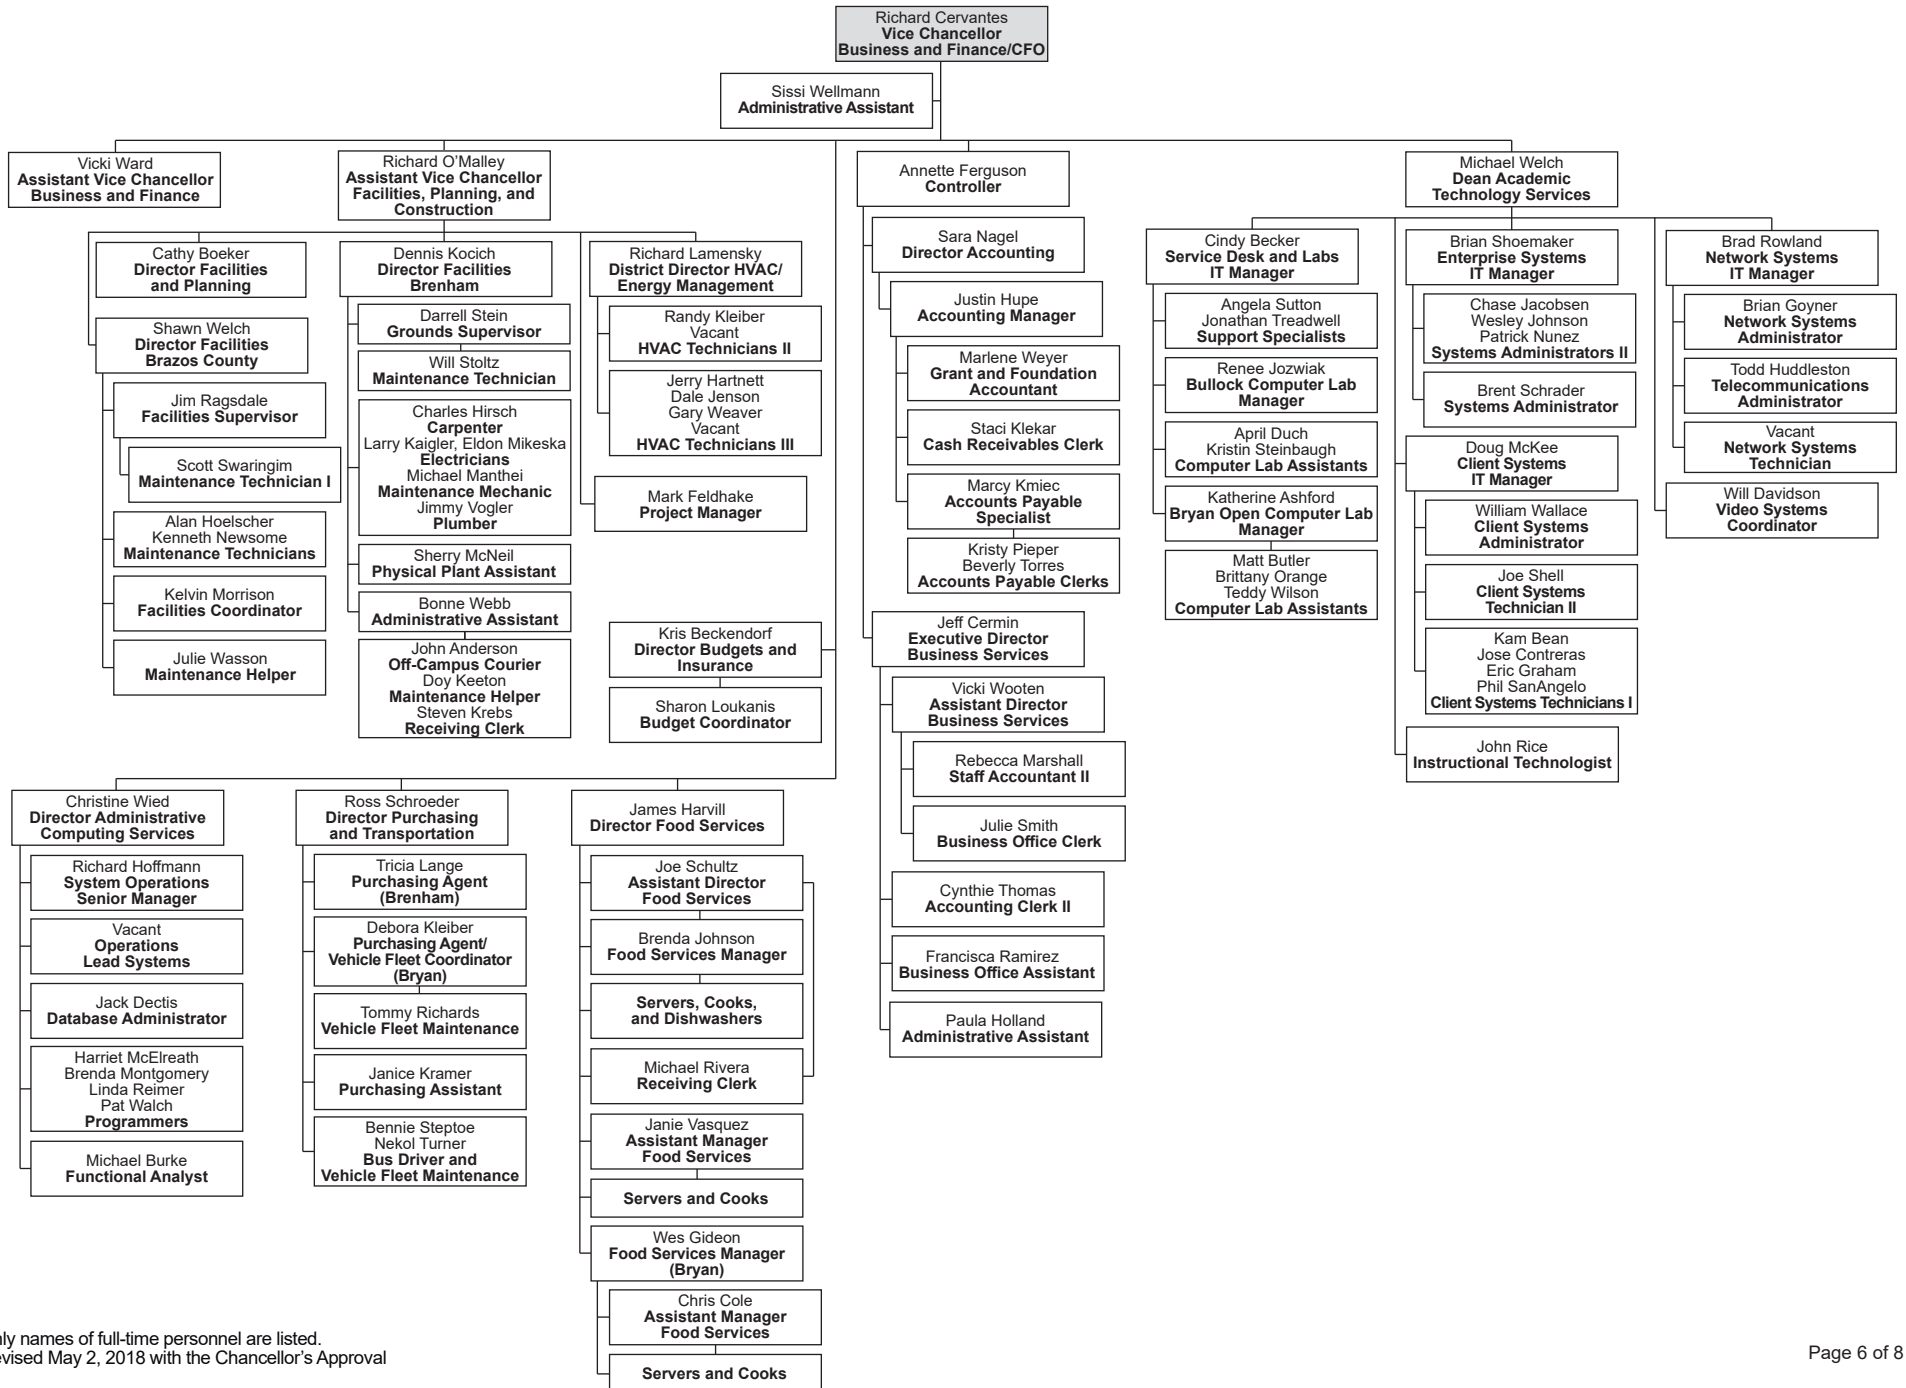 Richard Cervantes
Vice Chancellor
Business and Finance/CFO
Sissi Wellmann
Administrative Assistant
Vicki Ward
Assistant Vice Chancellor
Business and Finance
Richard O’Malley
Assistant Vice Chancellor
Facilities, Planning, and
Construction
Cathy Boeker
Director Facilities
and Planning
Shawn Welch
Director Facilities
Brazos County
Jim Ragsdale
Facilities Supervisor
Scott Swaringim
Maintenance Technician I
Alan Hoelscher
Kenneth Newsome
Maintenance Technicians
Kelvin Morrison
Facilities Coordinator
Julie Wasson
Maintenance Helper
Dennis Kocich
Director Facilities
Brenham
Darrell Stein
Grounds Supervisor
Will Stoltz
Maintenance Technician
Charles Hirsch
Carpenter
Larry Kaigler, Eldon Mikeska
Electricians
Michael Manthei
Maintenance Mechanic
Jimmy Vogler
Plumber
Sherry McNeil
Physical Plant Assistant
Bonne Webb
Administrative Assistant
John Anderson
Off-Campus Courier
Doy Keeton
Maintenance Helper
Steven Krebs
Receiving Clerk
Richard Lamensky
District Director HVAC/
Energy Management
Randy Kleiber
Vacant
HVAC Technicians II
Jerry Hartnett
Dale Jenson
Gary Weaver
Vacant
HVAC Technicians III
Mark Feldhake
Project Manager
Kris Beckendorf
Director Budgets and
Insurance
Sharon Loukanis
Budget Coordinator
Annette Ferguson
Controller
Sara Nagel
Director Accounting
Justin Hupe
Accounting Manager
Marlene Weyer
Grant and Foundation
Accountant
Staci Klekar
Cash Receivables Clerk
Marcy Kmiec
Accounts Payable
Specialist
Kristy Pieper
Beverly Torres
Accounts Payable Clerks
Jeff Cermin
Executive Director
Business Services
Vicki Wooten
Assistant Director
Business Services
Rebecca Marshall
Staff Accountant II
Julie Smith
Business Office Clerk
Cynthie Thomas
Accounting Clerk II
Francisca Ramirez
Business Office Assistant
Paula Holland
Administrative Assistant
Michael Welch
Dean Academic
Technology Services
Cindy Becker
Service Desk and Labs
IT Manager
Angela Sutton
Jonathan Treadwell
Support Specialists
Renee Jozwiak
Bullock Computer Lab
Manager
April Duch
Kristin Steinbaugh
Computer Lab Assistants
Katherine Ashford
Bryan Open Computer Lab
Manager
Matt Butler
Brittany Orange
Teddy Wilson
Computer Lab Assistants
Brian Shoemaker
Enterprise Systems
IT Manager
Chase Jacobsen
Wesley Johnson
Patrick Nunez
Systems Administrators II
Brent Schrader
Systems Administrator
Doug McKee
Client Systems
IT Manager
William Wallace
Client Systems
Administrator
Joe Shell
Client Systems
Technician II
Kam Bean
Jose Contreras
Eric Graham
Phil SanAngelo
Client Systems Technicians I
John Rice
Instructional Technologist
Brad Rowland
Network Systems
IT Manager
Brian Goyner
Network Systems
Administrator
Todd Huddleston
Telecommunications
Administrator
Vacant
Network Systems
Technician
Will Davidson
Video Systems
Coordinator
Christine Wied
Director Administrative
Computing Services
Richard Hoffmann
System Operations
Senior Manager
Vacant
Operations
Lead Systems
Jack Dectis
Database Administrator
Harriet McElreath
Brenda Montgomery
Linda Reimer
Pat Walch
Programmers
Michael Burke
Functional Analyst
Ross Schroeder
Director Purchasing
and Transportation
Tricia Lange
Purchasing Agent
(Brenham)
Debora Kleiber
Purchasing Agent/
Vehicle Fleet Coordinator
(Bryan)
Tommy Richards
Vehicle Fleet Maintenance
Janice Kramer
Purchasing Assistant
Bennie Steptoe
Nekol Turner
Bus Driver and
Vehicle Fleet Maintenance
James Harvill
Director Food Services
Joe Schultz
Assistant Director
Food Services
Brenda Johnson
Food Services Manager
Servers, Cooks,
and Dishwashers
Michael Rivera
Receiving Clerk
Janie Vasquez
Assistant Manager
Food Services
Servers and Cooks
Wes Gideon
Food Services Manager
(Bryan)
Chris Cole
Assistant Manager
Food Services
Servers and Cooks
names of full-time personnel are listed.
May 2, 2018 with the Chancellor’s Approval
Page 6 of 8